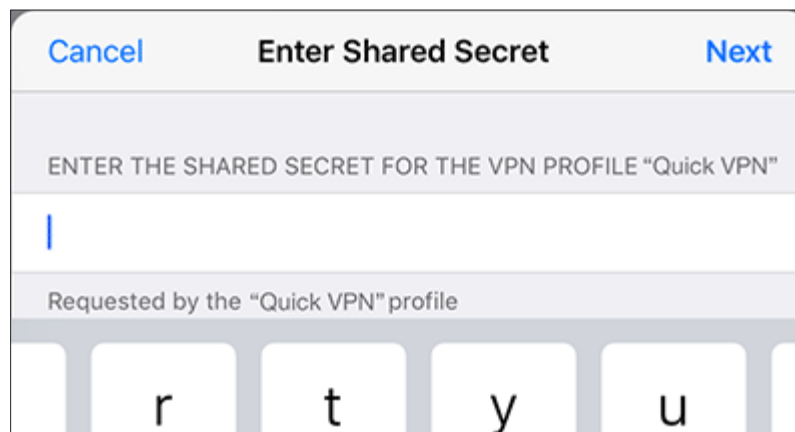 Cancel Enter Shared Secret Next
ENTER THE SHARED SECRET FOR THE VPN PROFILE “Quick VPN”
Requested by the “Quick VPN” profile
r t y u